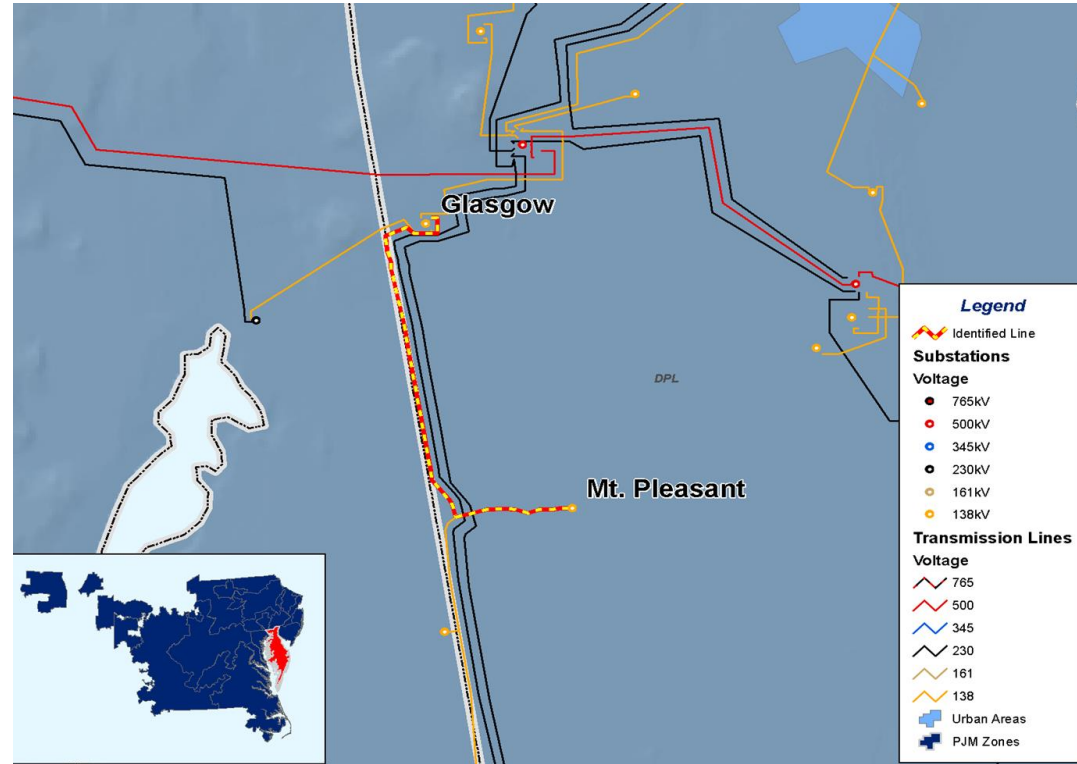 Glasgow
DPL
Mt. Pleasant
Legend
Identified Line
Substations
Voltage
765kV
500kV
345kV
230kV
161kV
138kV
Transmission Lines
Voltage
765
500
345
230
161
138
Urban Areas
PJM Zones